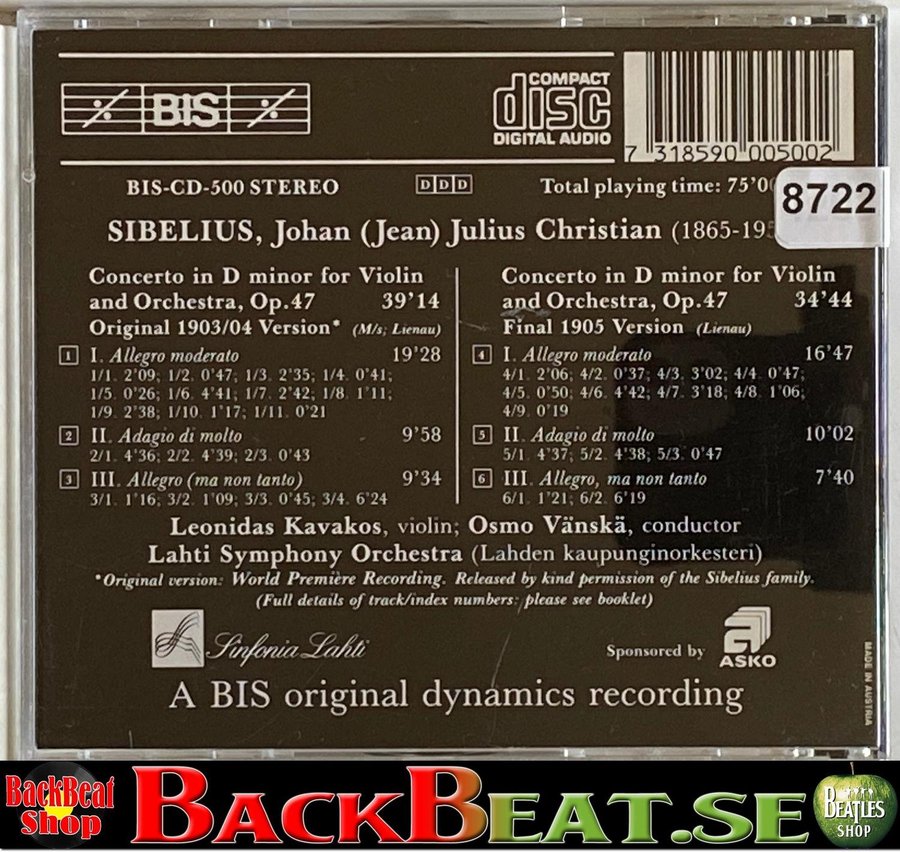 BIS
COMPACT
disc
DIGITAL AUDIO
7 318590 005002
BIS-CD-500 STEREO
D D D
Total playing time: 75'0
8722
SIBELIUS, Johan (Jean) Julius Christian (1865-195
Concerto in D minor for Violin
and Orchestra, Op.47 39'14
Original 1903/04 Version* (M/s; Lienau)
1 I. Allegro moderato 19'28
1/1. 2'09; 1/2. 0'47; 1/3. 2'35; 1/4. 0'41;
1/5. 0'26; 1/6. 4'41; 1/7. 2'42; 1/8. 1'11;
1/9. 2'38; 1/10. 1'17; 1/11. 0'21
2 II. Adagio di molto 9'58
2/1. 4'36; 2/2. 4'39; 2/3. 0'43
3 III. Allegro (ma non tanto) 9'34
3/1. 1'16; 3/2. 1'09; 3/3. 0'45; 3/4. 6'24
Concerto in D minor for Violin
and Orchestra, Op.47 34'44
Final 1905 Version (Lienau)
4 I. Allegro moderato 16'47
4/1. 2'06; 4/2. 0'37; 4/3. 3'02; 4/4. 0'47;
4/5. 0'50; 4/6. 4'42; 4/7. 3'18; 4/8. 1'06;
4/9. 0'19
5 II. Adagio di molto 10'02
5/1. 4'37; 5/2. 4'38; 5/3. 0'47
6 III. Allegro, ma non tanto 7'40
6/1. 1'21; 6/2. 6'19
Leonidas Kavakos, violin; Osmo Vänskä, conductor
Lahti Symphony Orchestra (Lahden kaupunginorkesteri)
*Original version: World Première Recording. Released by kind permission of the Sibelius family.
(Full details of track/index numbers: please see booklet)
Sinfonia Lahti
Sponsored by
a
ASKO
A BIS original dynamics recording
MADE IN AUSTRIA
BackBeat
Shop
BACKBEAT.SE
BEATLES
SHOP